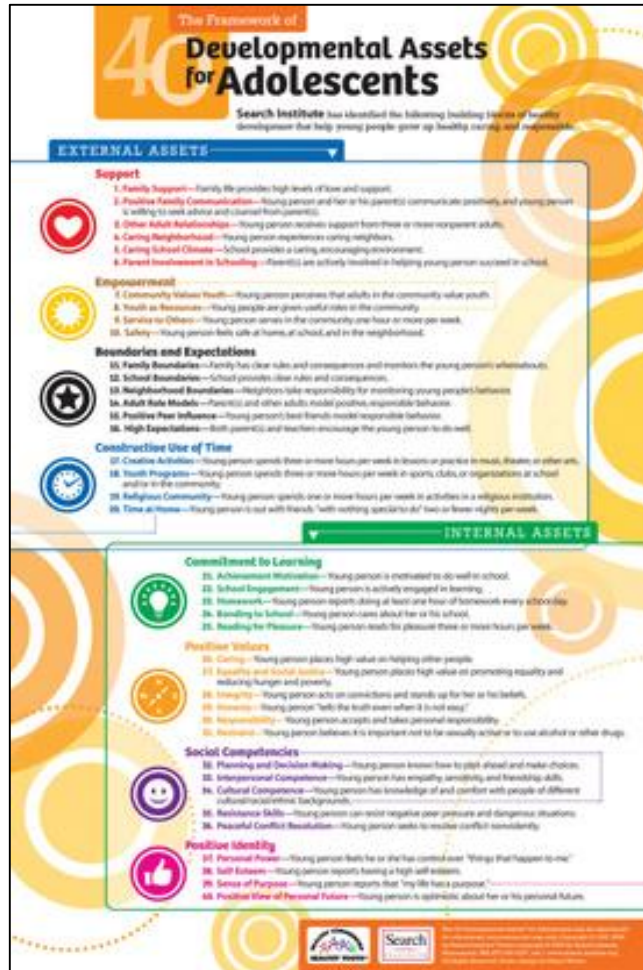 The Framework of
40
Developmental Assets
for Adolescents
Search Institute has identified the following building blocks of healthy
development that help young people grow up healthy, caring, and responsible.
EXTERNAL ASSETS
Support
1. Family Support—Family life provides high levels of love and support.
2. Positive Family Communication—Young person and her or his parent(s) communicate positively, and young person
is willing to seek advice and counsel from parent(s).
3. Other Adult Relationships—Young person receives support from three or more nonparent adults.
4. Caring Neighborhood—Young person experiences caring neighbors.
5. Caring School Climate—School provides a caring, encouraging environment.
6. Parent Involvement in Schooling—Parent(s) are actively involved in helping young person succeed in school.
Empowerment
7. Community Values Youth—Young person perceives that adults in the community value youth.
8. Youth as Resources—Young people are given useful roles in the community.
9. Service to Others—Young person serves in the community one hour or more per week.
10. Safety—Young person feels safe at home, at school, and in the neighborhood.
Boundaries and Expectations
11. Family Boundaries—Family has clear rules and consequences and monitors the young person's whereabouts.
12. School Boundaries—School provides clear rules and consequences.
13. Neighborhood Boundaries—Neighbors take responsibility for monitoring young people's behavior.
14. Adult Role Models—Parent(s) and other adults model positive, responsible behavior.
15. Positive Peer Influence—Young person's best friends model responsible behavior.
16. High Expectations—Both parent(s) and teachers encourage the young person to do well.
Constructive Use of Time
17. Creative Activities—Young person spends three or more hours per week in lessons or practice in music, theater, or other arts.
18. Youth Programs—Young person spends three or more hours per week in sports, clubs, or organizations at school
and/or in the community.
19. Religious Community—Young person spends one or more hours per week in activities in a religious institution.
20. Time at Home—Young person is out with friends "with nothing special to do" two or fewer nights per week.
INTERNAL ASSETS
Commitment to Learning
21. Achievement Motivation—Young person is motivated to do well in school.
22. School Engagement—Young person is actively engaged in learning.
23. Homework—Young person reports doing at least one hour of homework every school day.
24. Bonding to School—Young person cares about her or his school.
25. Reading for Pleasure—Young person reads for pleasure three or more hours per week.
Positive Values
26. Caring—Young person places high value on helping other people.
27. Equality and Social Justice—Young person places high value on promoting equality and
reducing hunger and poverty.
28. Integrity—Young person acts on convictions and stands up for her or his beliefs.
29. Honesty—Young person "tells the truth even when it is not easy."
30. Responsibility—Young person accepts and takes personal responsibility.
31. Restraint—Young person believes it is important not to be sexually active or to use alcohol or other drugs.
Social Competencies
32. Planning and Decision Making—Young person knows how to plan ahead and make choices.
33. Interpersonal Competence—Young person has empathy, sensitivity, and friendship skills.
34. Cultural Competence—Young person has knowledge of and comfort with people of different
cultural/racial/ethnic backgrounds.
35. Resistance Skills—Young person can resist negative peer pressure and dangerous situations.
36. Peaceful Conflict Resolution—Young person seeks to resolve conflict nonviolently.
Positive Identity
37. Personal Power—Young person feels he or she has control over "things that happen to me."
38. Self-Esteem—Young person reports having a high self-esteem.
39. Sense of Purpose—Young person reports that "my life has a purpose."
40. Positive View of Personal Future—Young person is optimistic about her or his personal future.
HEALTHY YOUTH
Search